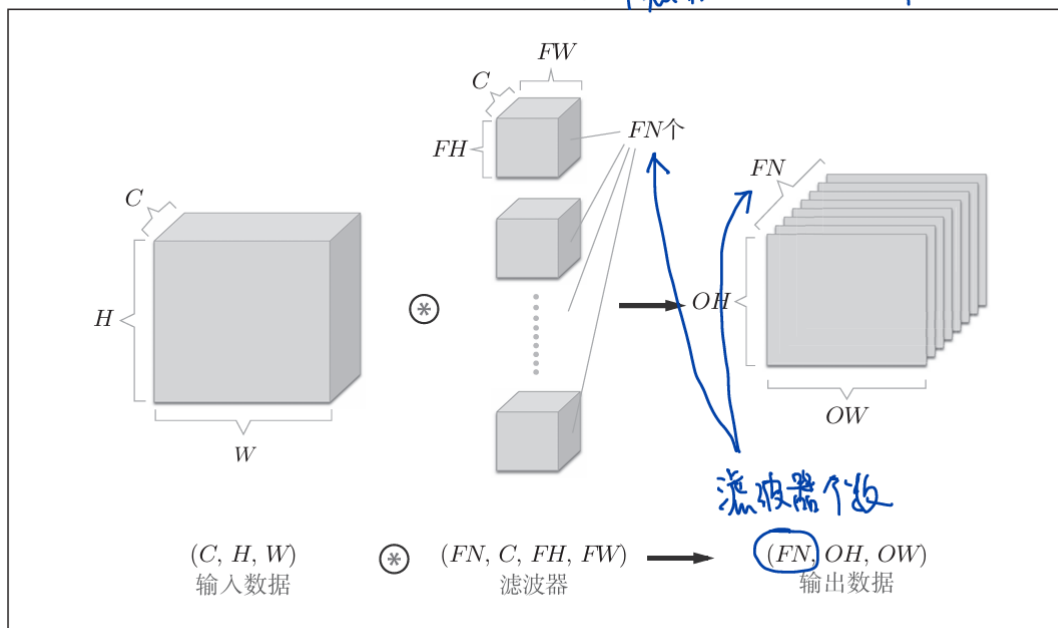 FW
C
FN个
FH
FN
C
H
OH
OW
W
滤波器个数
(C, H, W) ⊛ (FN, C, FH, FW) → (FN, OH, OW)
输入数据 滤波器 输出数据